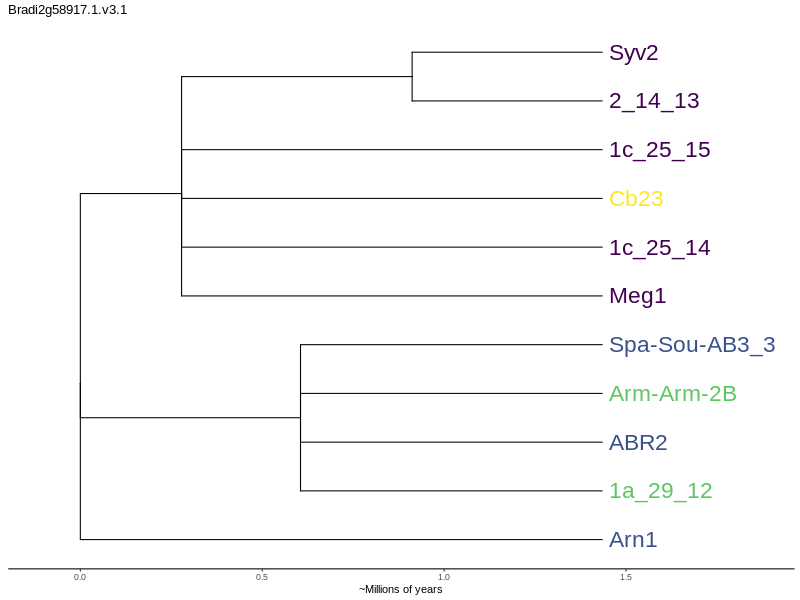 Bradi2g58917.1.v3.1
Syv2
2_14_13
1c_25_15
Cb23
1c_25_14
Meg1
Spa-Sou-AB3_3
Arm-Arm-2B
ABR2
1a_29_12
Arn1
0.0 0.5 1.0 1.5
~Millions of years